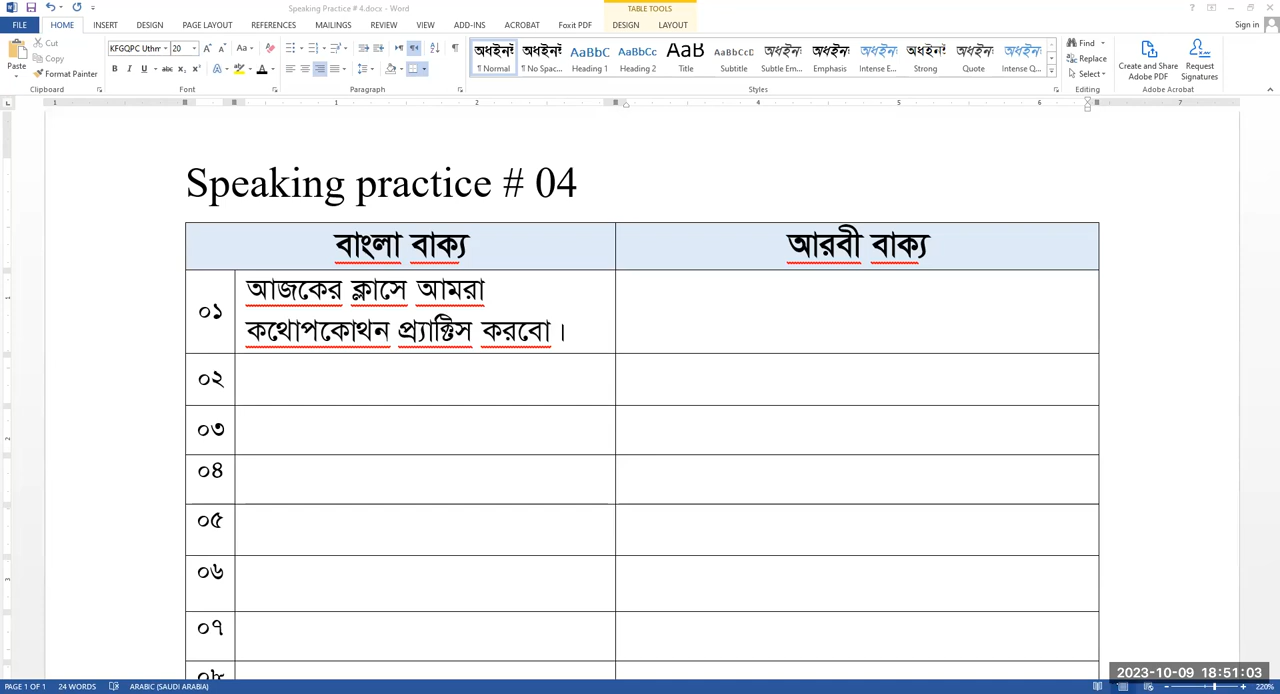 Speaking Practice # 4.docx - Word
TABLE TOOLS
FILE HOME INSERT DESIGN PAGE LAYOUT REFERENCES MAILINGS REVIEW VIEW ADD-INS ACROBAT Foxit PDF DESIGN LAYOUT Sign in
Paste Cut Copy Format Painter
KFGQPC Uthm 20
Normal No Spac... Heading 1 Heading 2 Title Subtitle Subtle Em... Emphasis Intense E... Strong Quote Intense Q...
Find Replace Select
Create and Share Adobe PDF Request Signatures
Clipboard Font Paragraph Styles Editing Adobe Acrobat
Speaking practice # 04
বাংলা বাক্য আরবী বাক্য
০১ আজকের ক্লাসে আমরা
কথোপকোথন প্র্যাক্টিস করবো।
০২
০৩
০৪
০৫
০৬
০৭
০৮
2023-10-09 18:51:03
PAGE 1 OF 1 24 WORDS ARABIC (SAUDI ARABIA) 220%